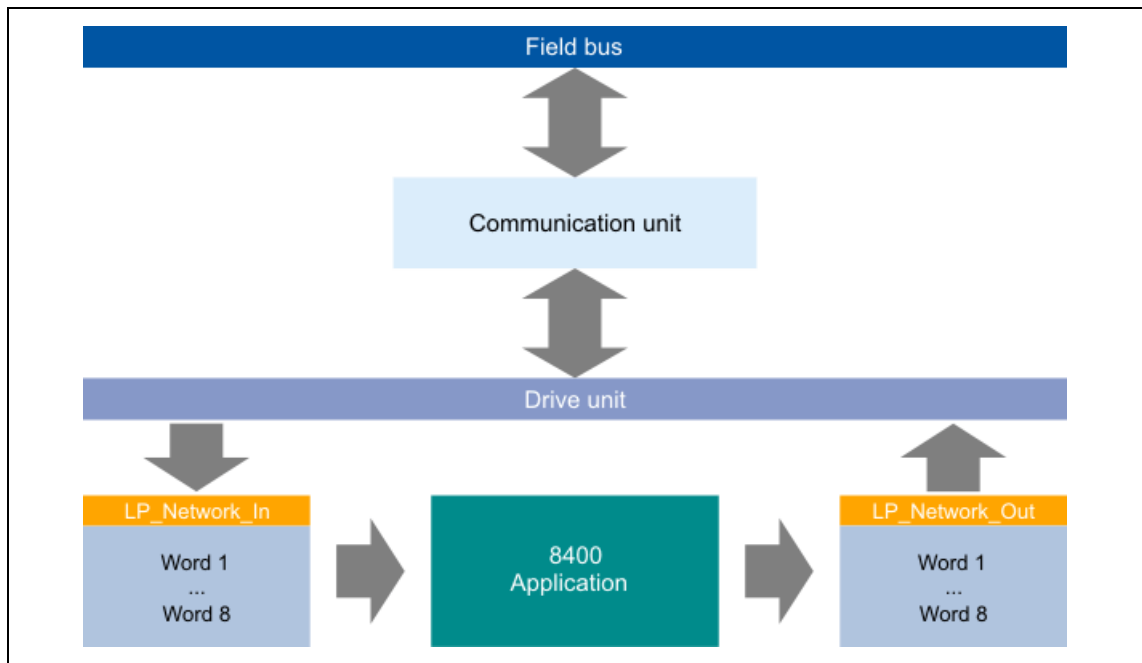 Field bus
Communication unit
Drive unit
LP_Network_In
Word 1
...
Word 8
8400
Application
LP_Network_Out
Word 1
...
Word 8